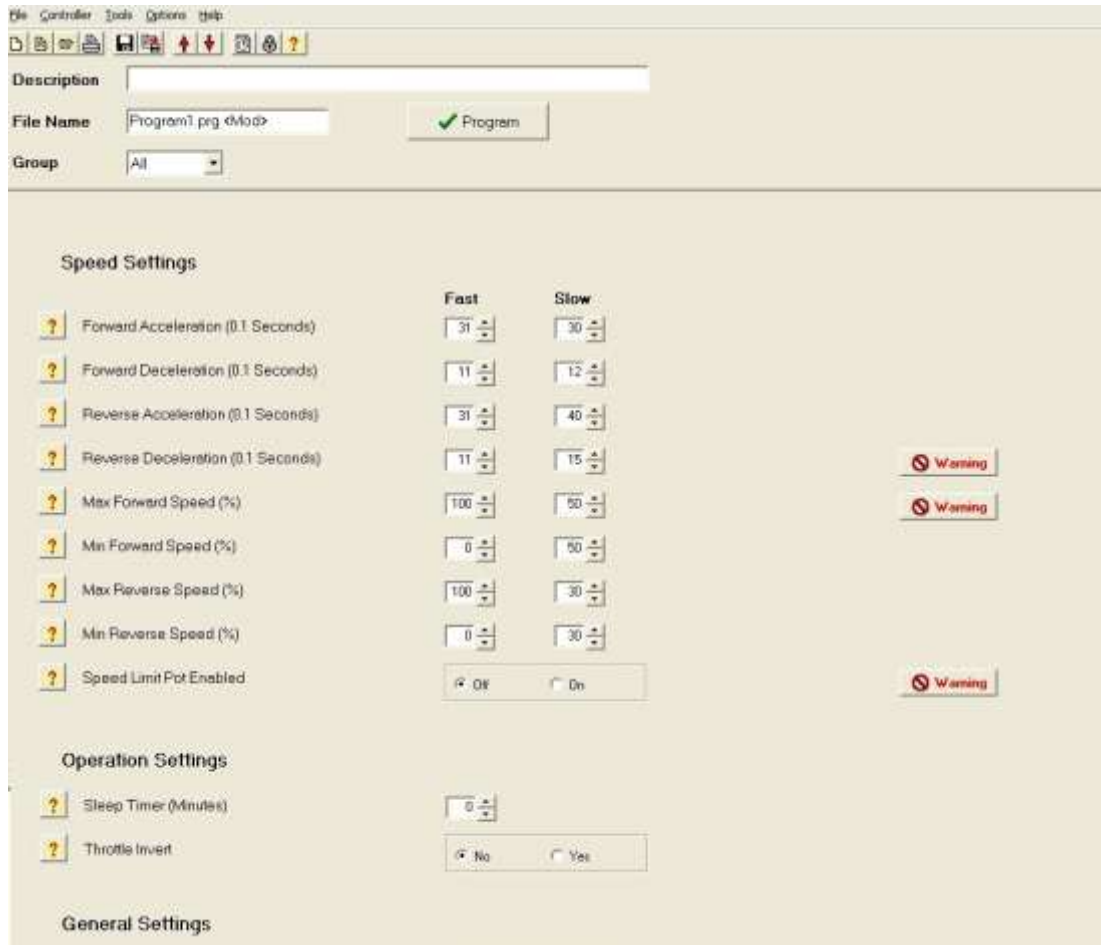 File Controller Tools Options Help
?
Description
File Name Program1.prg <Mod> Program
Group All
Speed Settings
Fast Slow
? Forward Acceleration (0.1 Seconds) 31 30
? Forward Deceleration (0.1 Seconds) 11 12
? Reverse Acceleration (0.1 Seconds) 31 40
? Reverse Deceleration (0.1 Seconds) 11 15 Warning
? Max Forward Speed (%) 100 50 Warning
? Min Forward Speed (%) 0 50
? Max Reverse Speed (%) 100 30
? Min Reverse Speed (%) 0 30
? Speed Limit Pot Enabled Off On Warning
Operation Settings
? Sleep Timer (Minutes) 0
? Throttle Invert No Yes
General Settings